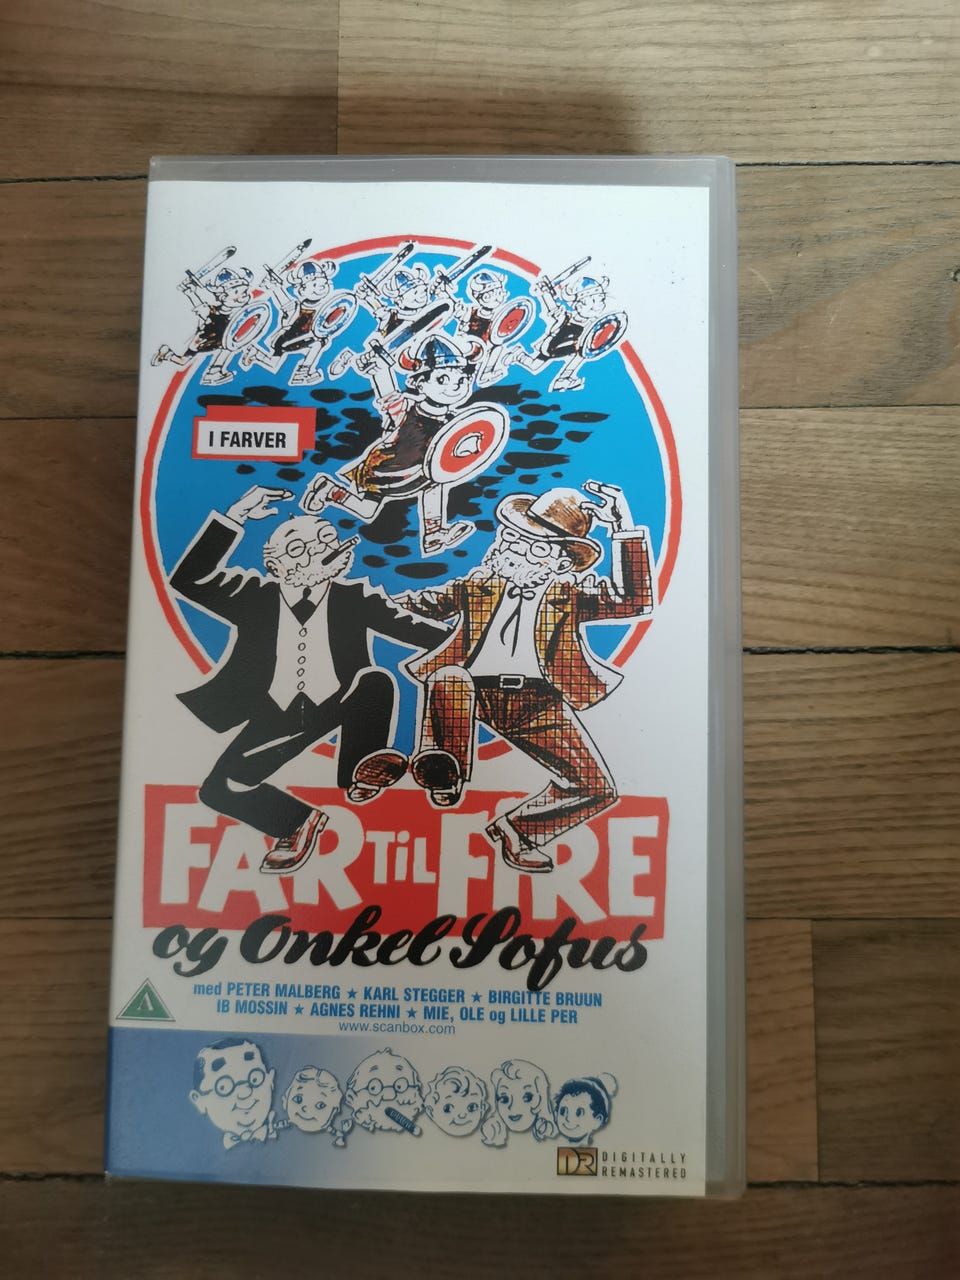 I FARVER
FAR TiL FIRE
og Onkel Sofus
med PETER MALBERG ★ KARL STEGGER ★ BIRGITTE BRUUN
IB MOSSIN ★ AGNES REHNI ★ MIE, OLE og LILLE PER
www.scanbox.com
A
DR DIGITALLY
REMASTERED